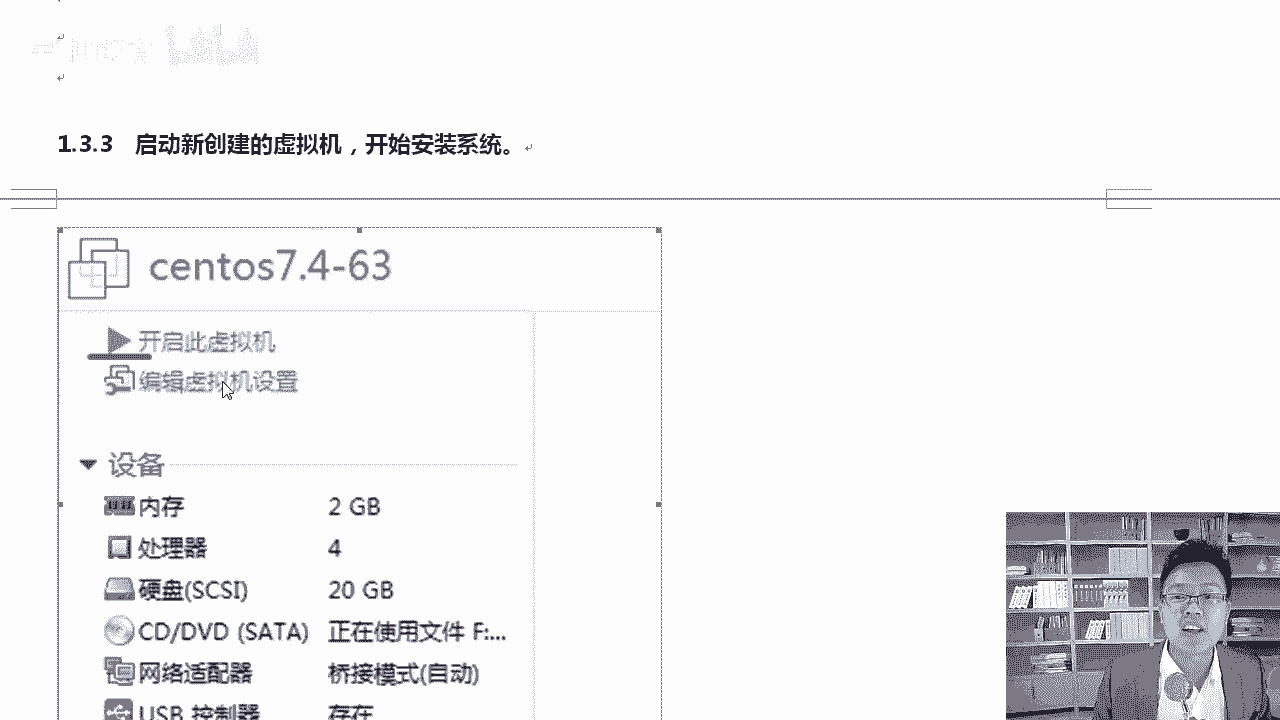 1.3.3 启动新创建的虚拟机，开始安装系统。
centos7.4-63
开启此虚拟机
编辑虚拟机设置
设备
内存 2 GB
处理器 4
硬盘(SCSI) 20 GB
CD/DVD (SATA) 正在使用文件 F:...
网络适配器 桥接模式(自动)
USB 控制器 存在